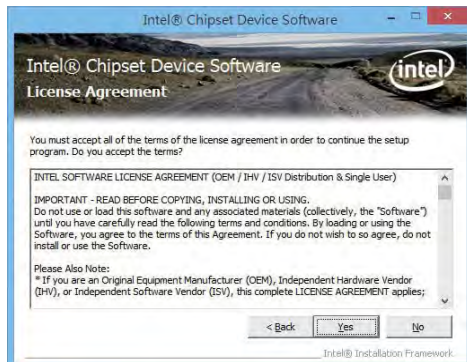 Intel® Chipset Device Software
Intel® Chipset Device Software
License Agreement
intel
You must accept all of the terms of the license agreement in order to continue the setup
program. Do you accept the terms?
INTEL SOFTWARE LICENSE AGREEMENT (OEM / IHV / ISV Distribution & Single User)
IMPORTANT - READ BEFORE COPYING, INSTALLING OR USING.
Do not use or load this software and any associated materials (collectively, the "Software")
until you have carefully read the following terms and conditions. By loading or using the
Software, you agree to the terms of this Agreement. If you do not wish to so agree, do not
install or use the Software.
Please Also Note:
* If you are an Original Equipment Manufacturer (OEM), Independent Hardware Vendor
(IHV), or Independent Software Vendor (ISV), this complete LICENSE AGREEMENT applies;
< Back Yes No
Intel® Installation Framework